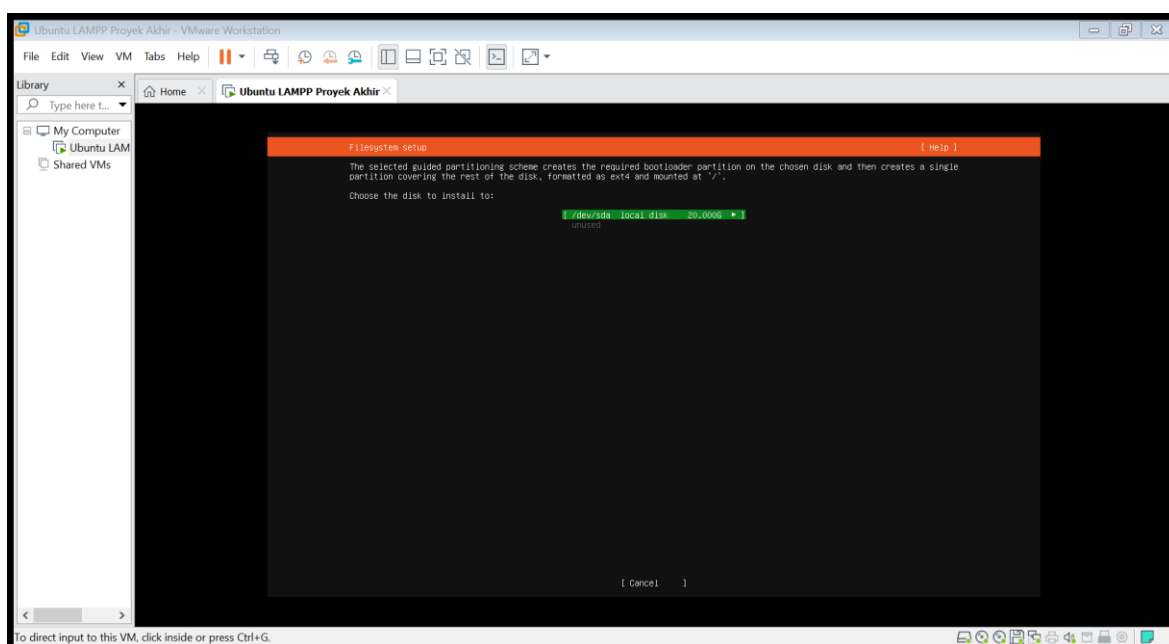 Ubuntu LAMPP Proyek Akhir - VMware Workstation
File Edit View VM Tabs Help
Library
Home
Ubuntu LAMPP Proyek Akhir
Type here t...
My Computer
Ubuntu LAM
Shared VMs
Filesystem setup [ Help ]
The selected guided partitioning scheme creates the required bootloader partition on the chosen disk and then creates a single
partition covering the rest of the disk, formatted as ext4 and mounted at '/'.
Choose the disk to install to:
[ /dev/sda local disk 20.000G ▸ ]
unused
[ Cancel ]
To direct input to this VM, click inside or press Ctrl+G.